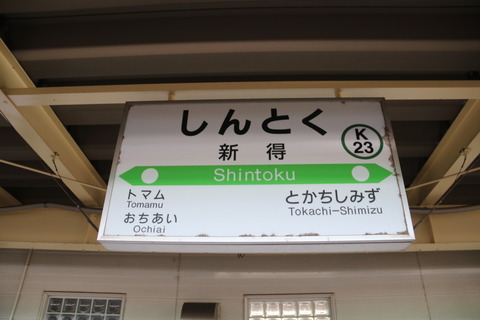 しんとく
K
23
新得
Shintoku
トマム
Tomamu
おちあい
Ochiai
とかちしみず
Tokachi-Shimizu